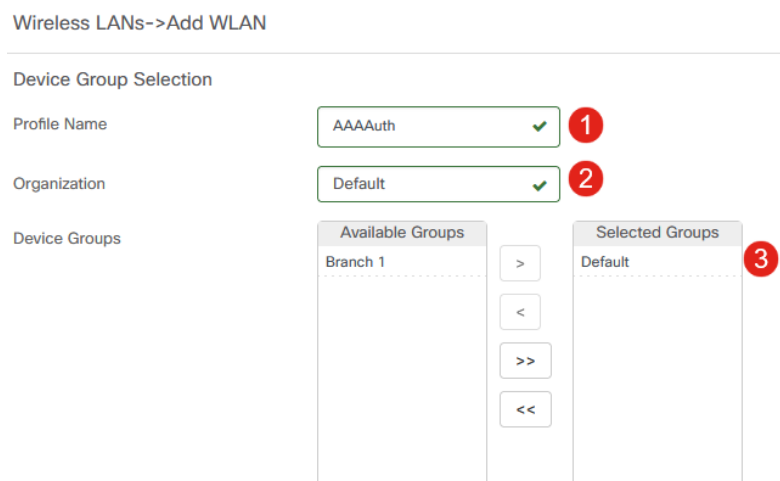 Wireless LANs->Add WLAN
Device Group Selection
Profile Name
AAAAuth
1
Organization
Default
2
Device Groups
Available Groups
Branch 1
>
<
>>
<<
Selected Groups
Default
3